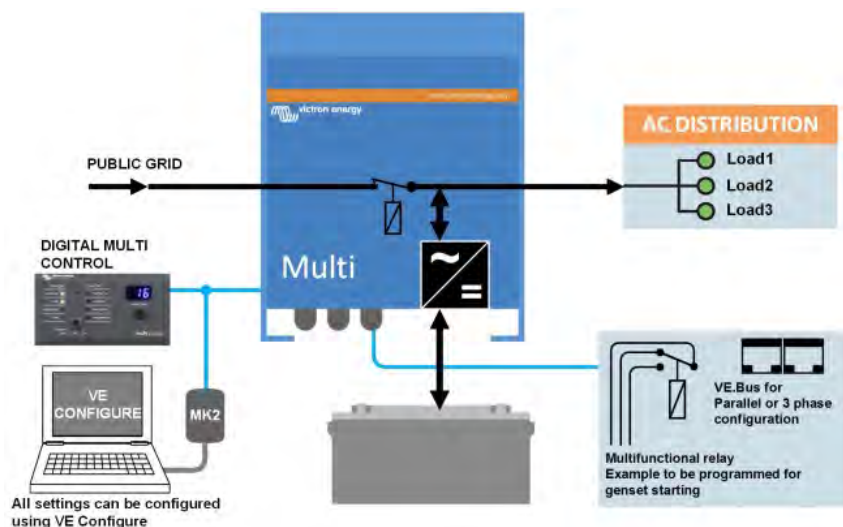 victron energy
AC DISTRIBUTION
PUBLIC GRID
Load1
Load2
Load3
DIGITAL MULTI
CONTROL
16
Multi
VE
CONFIGURE
MK2
VE.Bus for
Parallel or 3 phase
configuration
Multifunctional relay
Example to be programmed for
genset starting
All settings can be configured
using VE Configure